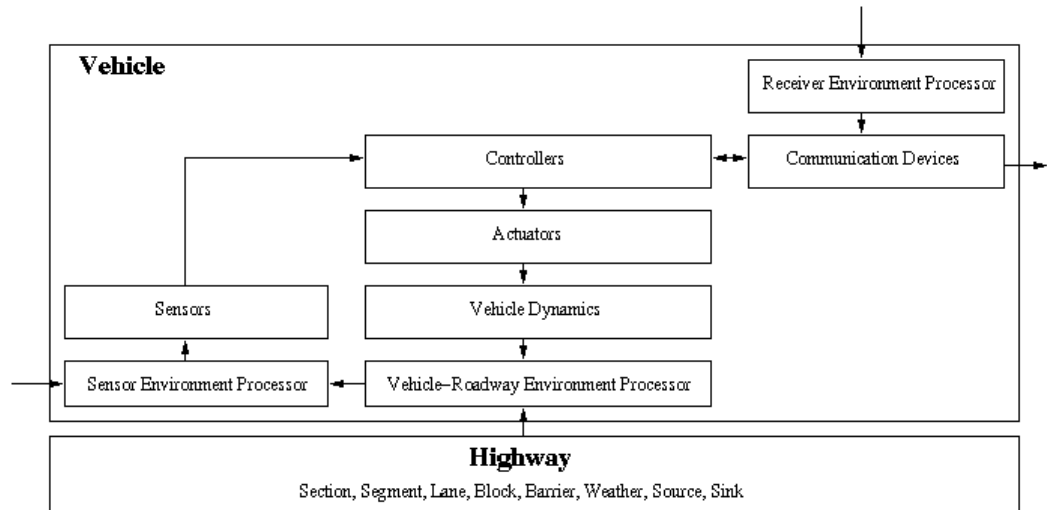 Vehicle
Receiver Environment Processor
Controllers
Communication Devices
Actuators
Sensors
Vehicle Dynamics
Sensor Environment Processor
Vehicle–Roadway Environment Processor
Highway
Section, Segment, Lane, Block, Barrier, Weather, Source, Sink